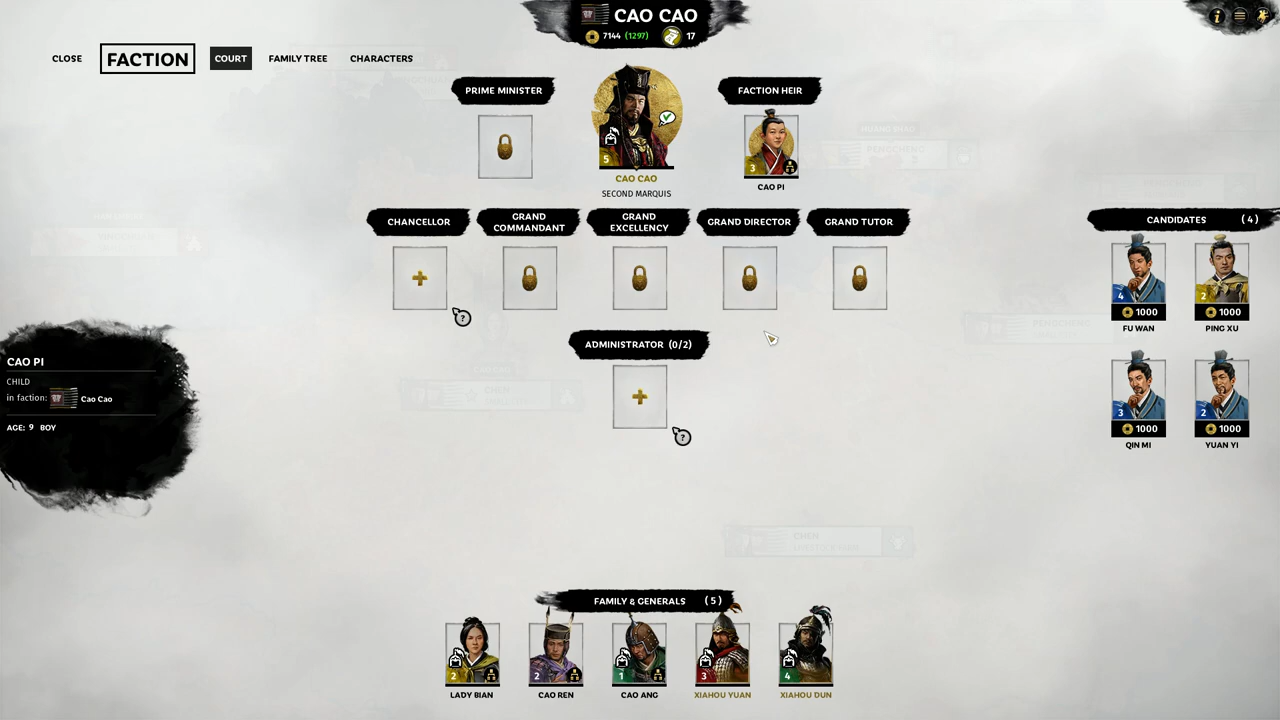 CAO CAO
7144 (1297) 17
CLOSE FACTION COURT FAMILY TREE CHARACTERS
PRIME MINISTER
FACTION HEIR
5
CAO CAO
SECOND MARQUIS
3
CAO PI
CHANCELLOR
GRAND
COMMANDANT
GRAND
EXCELLENCY
GRAND DIRECTOR
GRAND TUTOR
CANDIDATES (4)
4
1000
FU WAN
2
1000
PING XU
3
1000
QIN MI
2
1000
YUAN YI
ADMINISTRATOR (0/2)
?
?
CAO PI
CHILD
in faction: Cao Cao
AGE: 9 BOY
CHEN
CHEN
PENGCHENG
PENGCHENG
FAMILY & GENERALS (5)
2
LADY BIAN
2
CAO REN
1
CAO ANG
3
XIAHOU YUAN
4
XIAHOU DUN